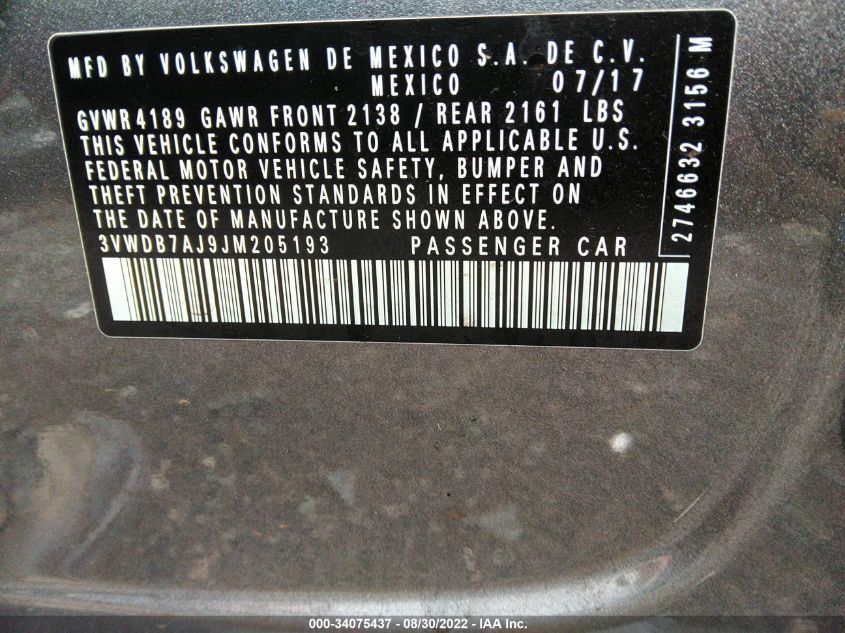 MFD BY VOLKSWAGEN DE MEXICO S.A. DE C.V.
MEXICO 07/17
GVWR 4189 GAWR FRONT 2138 / REAR 2161 LBS
THIS VEHICLE CONFORMS TO ALL APPLICABLE U.S.
FEDERAL MOTOR VEHICLE SAFETY, BUMPER AND
THEFT PREVENTION STANDARDS IN EFFECT ON
THE DATE OF MANUFACTURE SHOWN ABOVE.
3VWDB7AJ9JM205193 PASSENGER CAR
2746632 3156 M
000-34075437 - 08/30/2022 - IAA Inc.